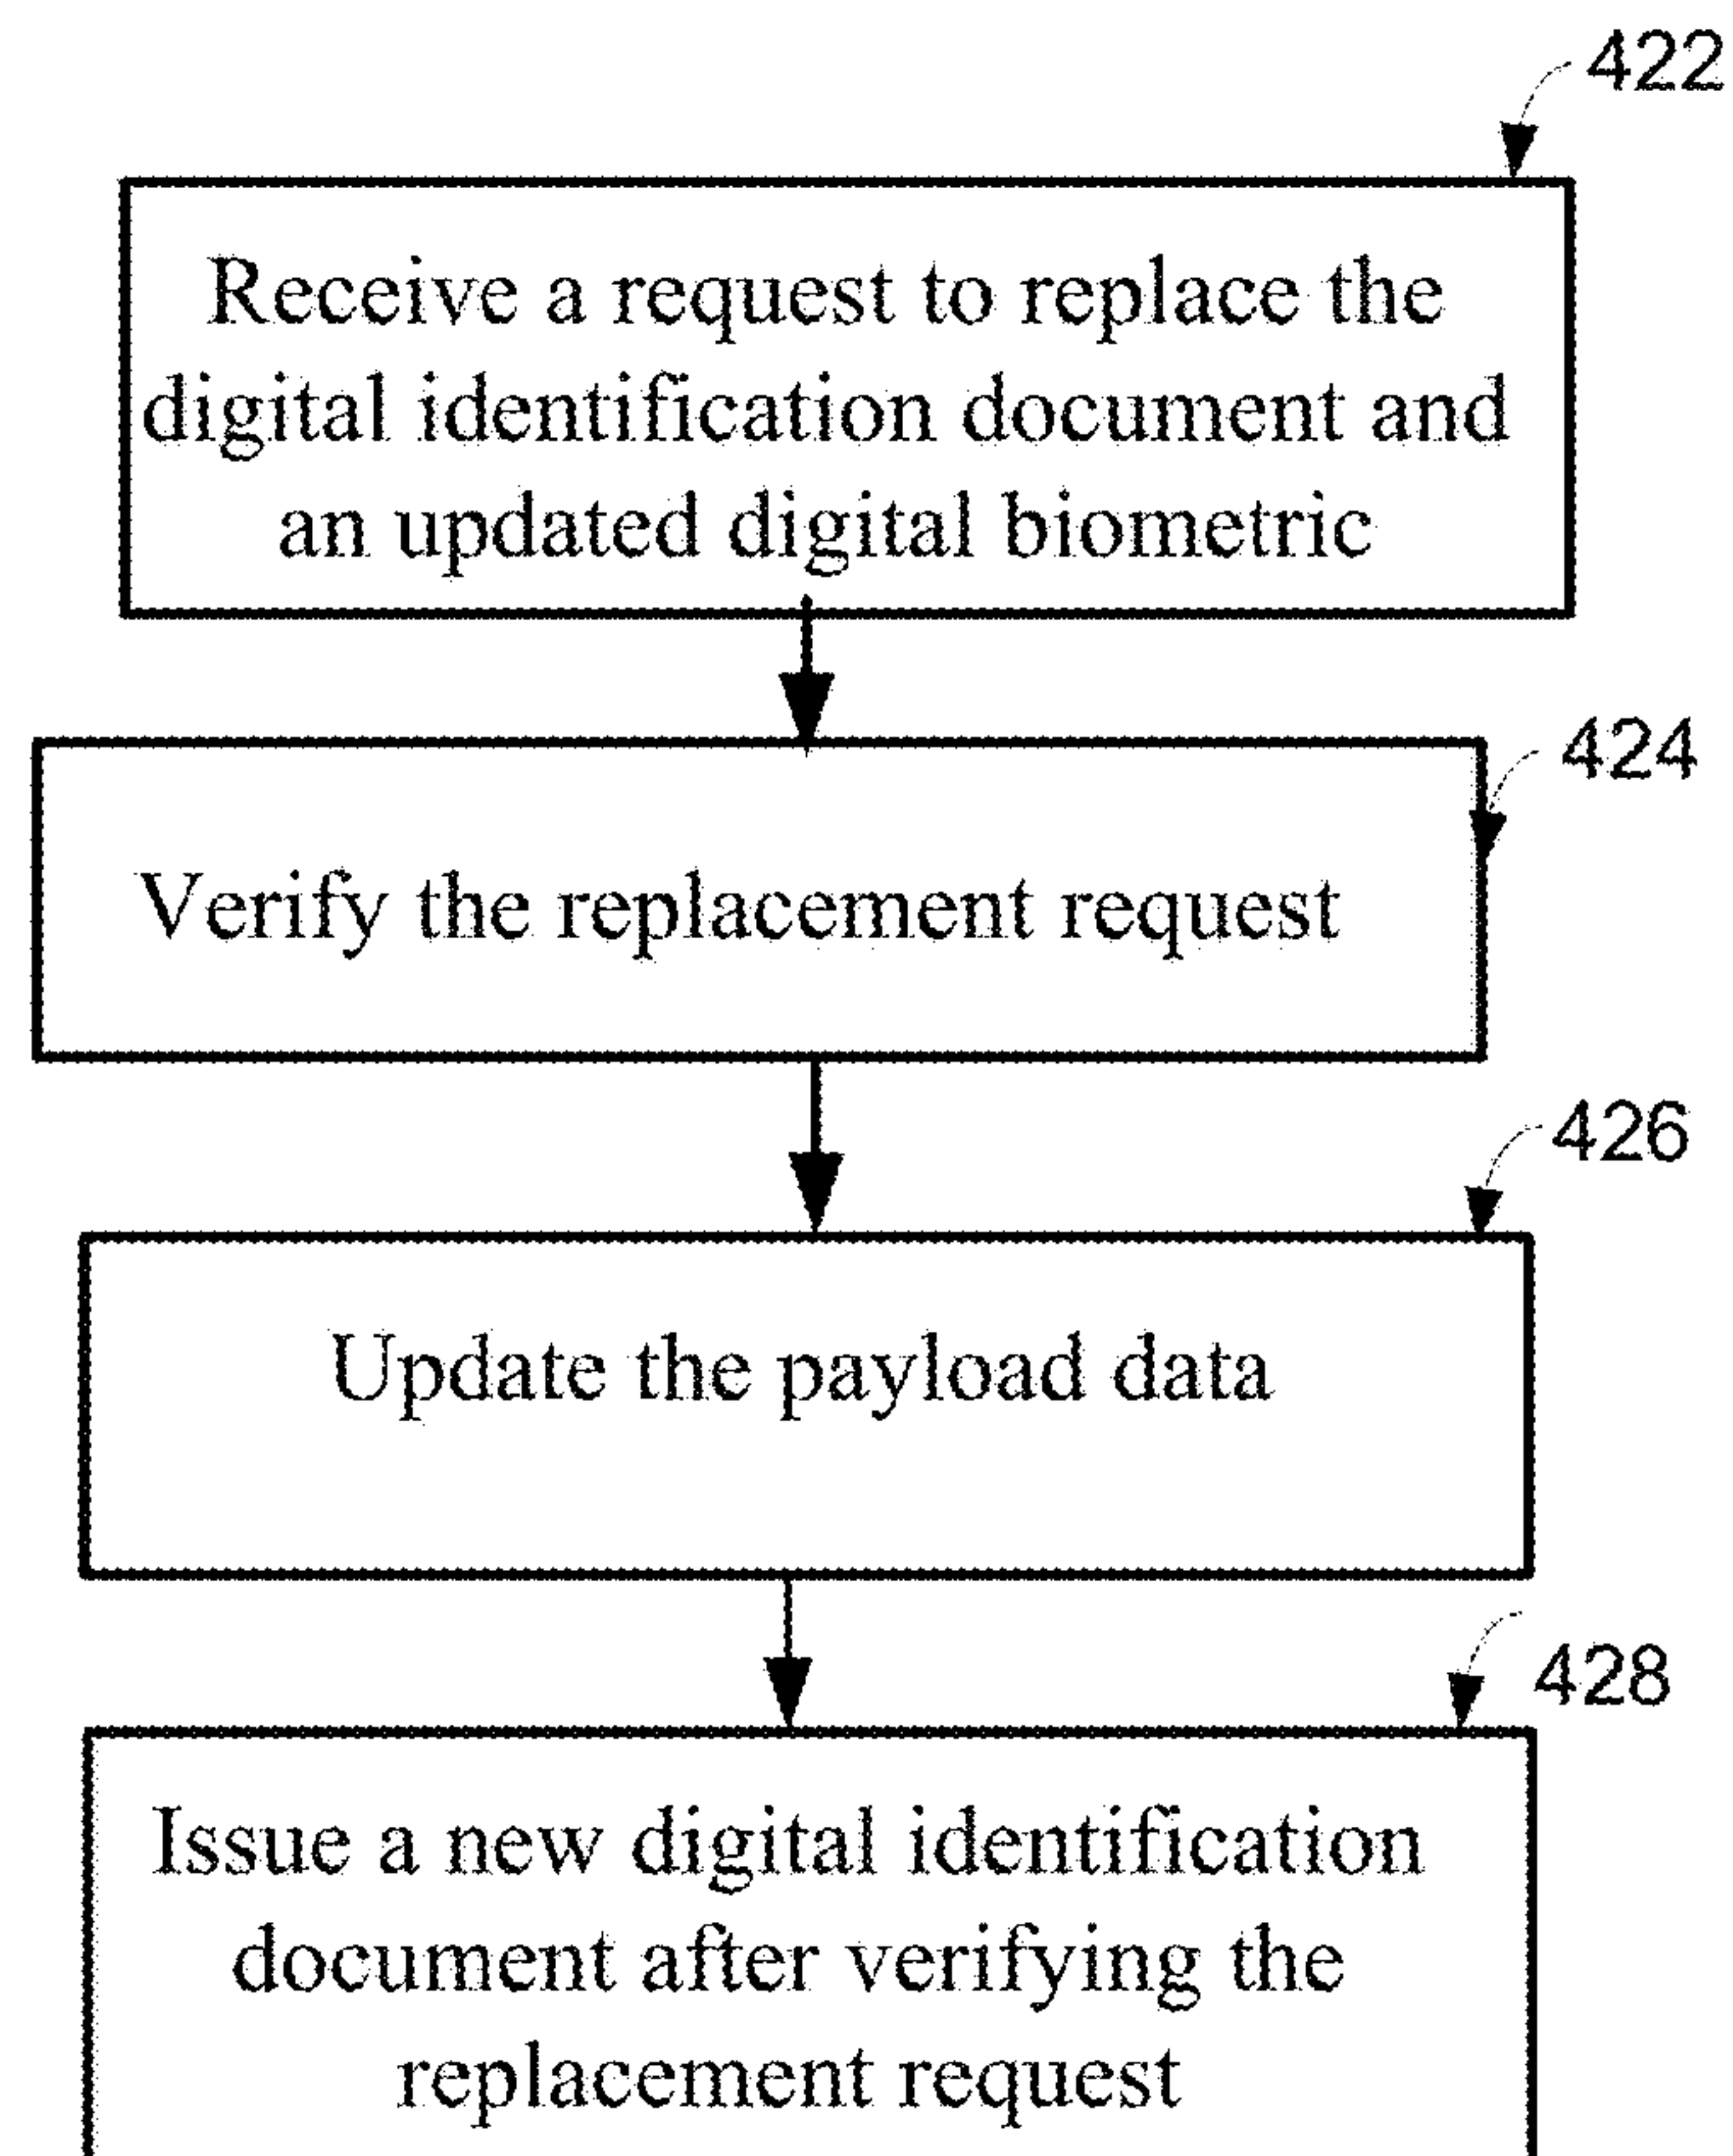 422
Receive a request to replace the
digital identification document and
an updated digital biometric
424
Verify the replacement request
426
Update the payload data
428
Issue a new digital identification
document after verifying the
replacement request